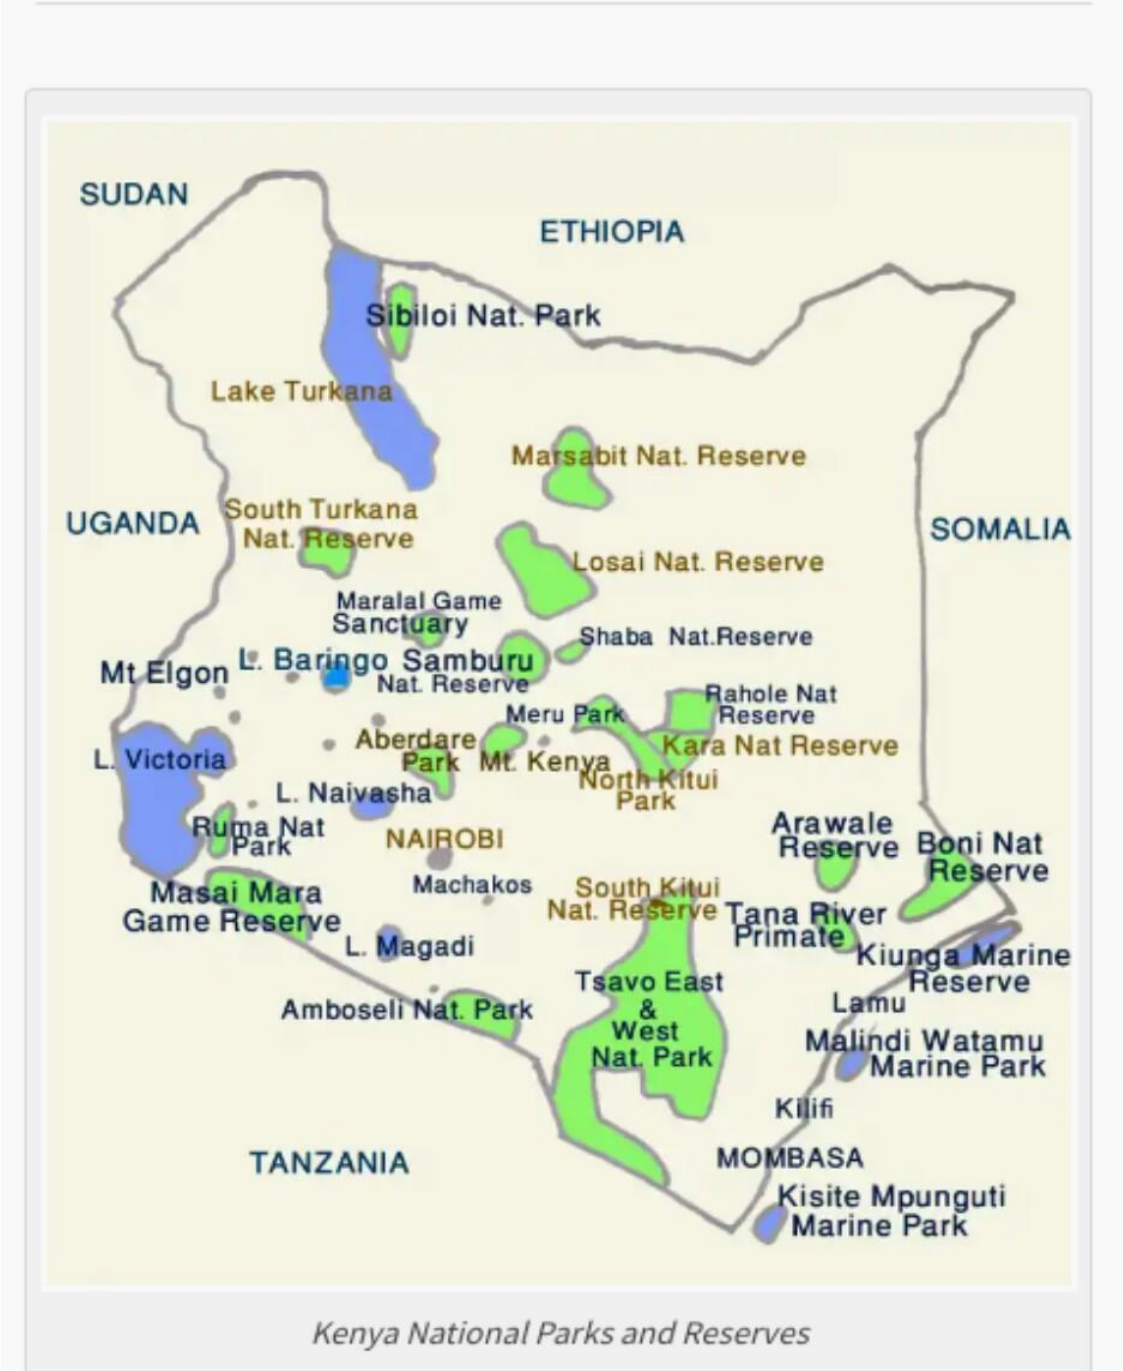 SUDAN
ETHIOPIA
Sibiloi Nat. Park
Lake Turkana
Marsabit Nat. Reserve
South Turkana
Nat. Reserve
UGANDA
SOMALIA
Losai Nat. Reserve
Maralal Game
Sanctuary
Shaba Nat.Reserve
Mt Elgon
L. Baringo
Samburu
Nat. Reserve
Rahole Nat
Reserve
Meru Park
Aberdare
Park
Mt. Kenya
Kara Nat Reserve
North Kitui
Park
L. Victoria
L. Naivasha
Ruma Nat
Park
NAIROBI
Arawale
Reserve
Boni Nat
Reserve
Machakos
Masai Mara
Game Reserve
South Kitui
Nat. Reserve
Tana River
Primate
L. Magadi
Kiunga Marine
Reserve
Tsavo East
&
West
Nat. Park
Lamu
Amboseli Nat. Park
Malindi Watamu
Marine Park
Kilifi
TANZANIA
MOMBASA
Kisite Mpunguti
Marine Park
Kenya National Parks and Reserves